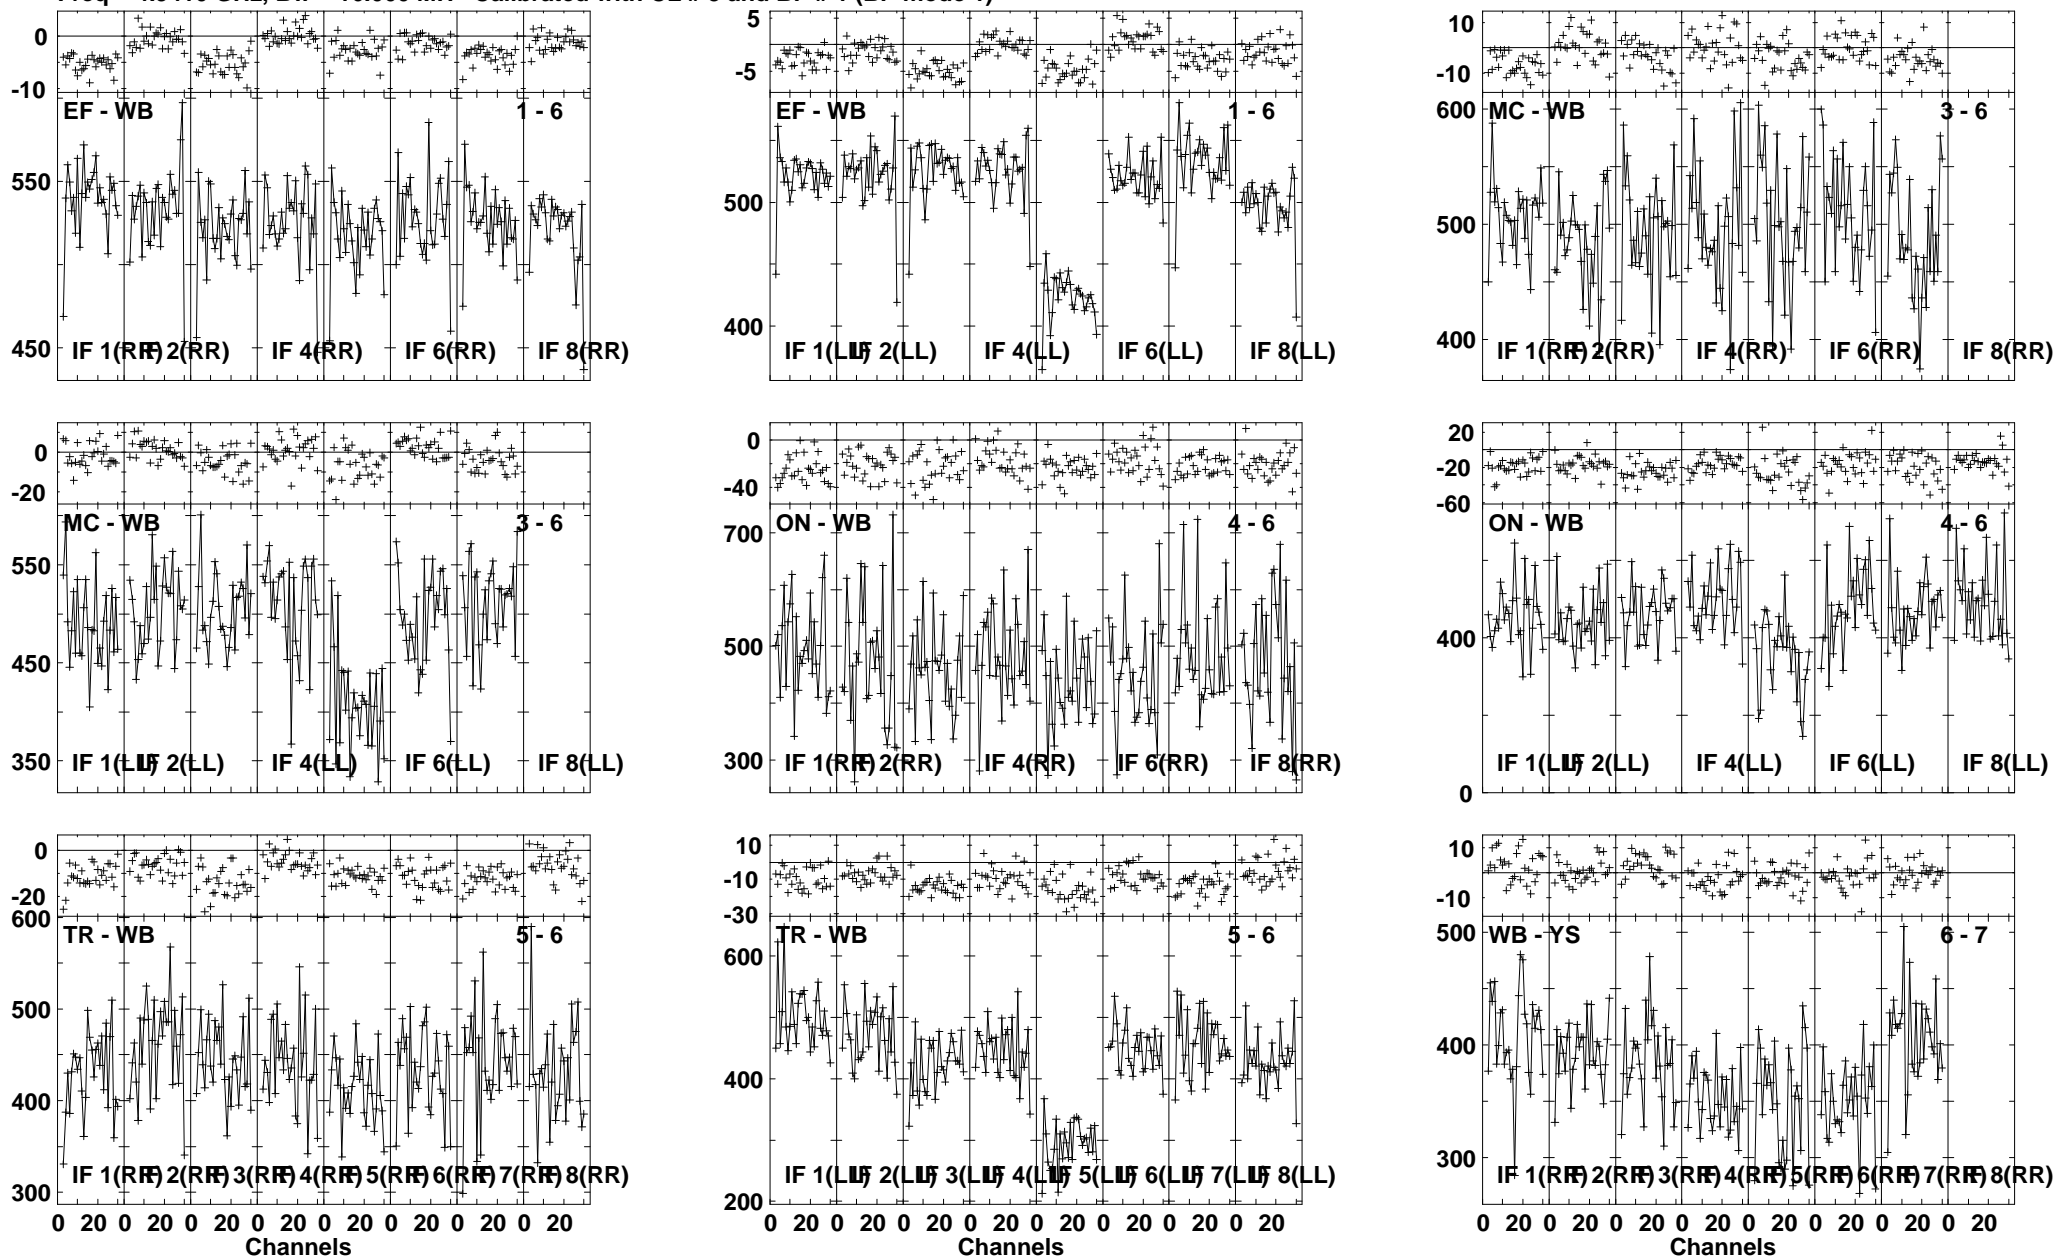 0
-10
EF - WB 1 - 6
550
450
IF 1(RR) IF 2(RR) IF 4(RR) IF 6(RR) IF 8(RR)
5
-5
EF - WB 1 - 6
500
400
IF 1(LL) IF 2(LL) IF 4(LL) IF 6(LL) IF 8(LL)
10
-10
MC - WB 3 - 6
600
500
400
IF 1(RR) IF 2(RR) IF 4(RR) IF 6(RR) IF 8(RR)
0
-20
MC - WB 3 - 6
550
450
350
IF 1(LL) IF 2(LL) IF 4(LL) IF 6(LL) IF 8(LL)
0
-40
ON - WB 4 - 6
700
500
300
IF 1(RR) IF 2(RR) IF 4(RR) IF 6(RR) IF 8(RR)
20
-20
-60
ON - WB 4 - 6
400
0
IF 1(LL) IF 2(LL) IF 4(LL) IF 6(LL) IF 8(LL)
0
-20
600
TR - WB 5 - 6
500
400
300
IF 1(RR) IF 2(RR) IF 3(RR) IF 4(RR) IF 5(RR) IF 6(RR) IF 7(RR) IF 8(RR)
0 20 0 20 0 20 0 20 0 20 0 20 0 20 0 20
Channels
10
-10
-30
TR - WB 5 - 6
600
400
200
IF 1(LL) IF 2(LL) IF 3(LL) IF 4(LL) IF 5(LL) IF 6(LL) IF 7(LL) IF 8(LL)
0 20 0 20 0 20 0 20 0 20 0 20 0 20 0 20
Channels
10
-10
WB - YS 6 - 7
500
400
300
IF 1(RR) IF 2(RR) IF 3(RR) IF 4(RR) IF 5(RR) IF 6(RR) IF 7(RR) IF 8(RR)
0 20 0 20 0 20 0 20 0 20 0 20 0 20 0 20
Channels